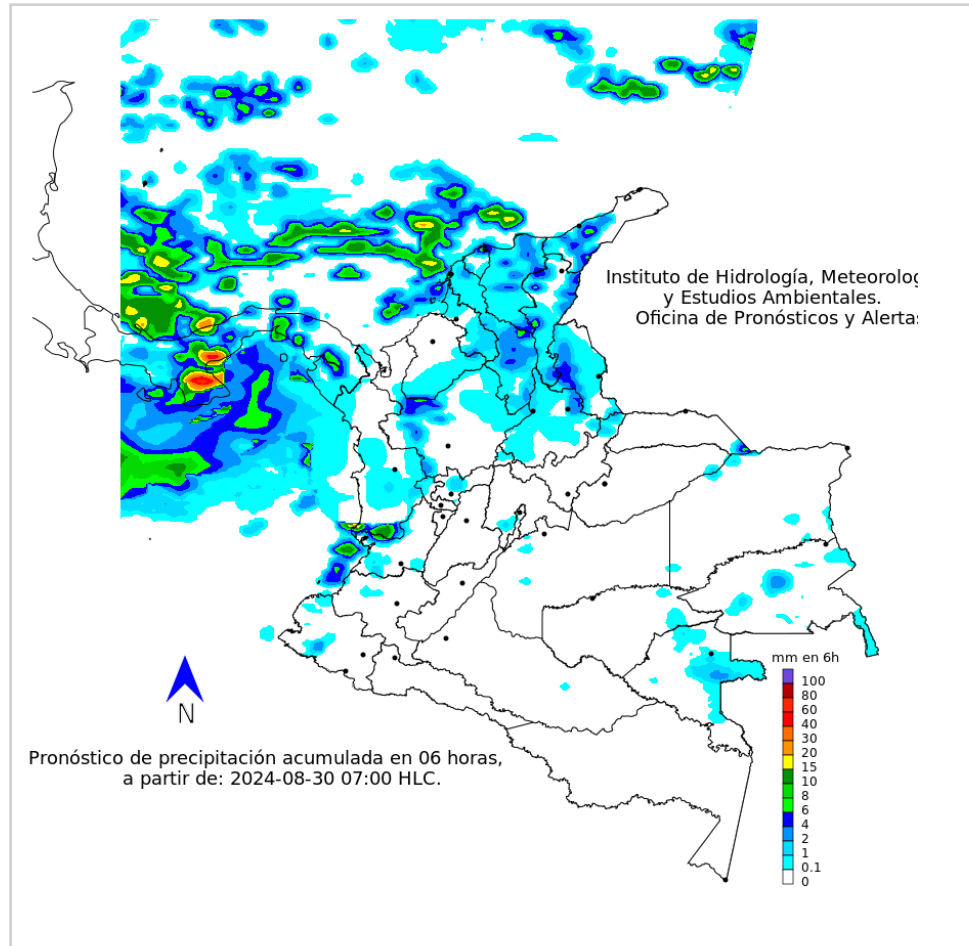 Instituto de Hidrología, Meteorolog
y Estudios Ambientales.
Oficina de Pronósticos y Alertas
mm en 6h
100
80
60
40
30
20
15
10
8
6
4
2
1
0.1
0
N
Pronóstico de precipitación acumulada en 06 horas,
a partir de: 2024-08-30 07:00 HLC.